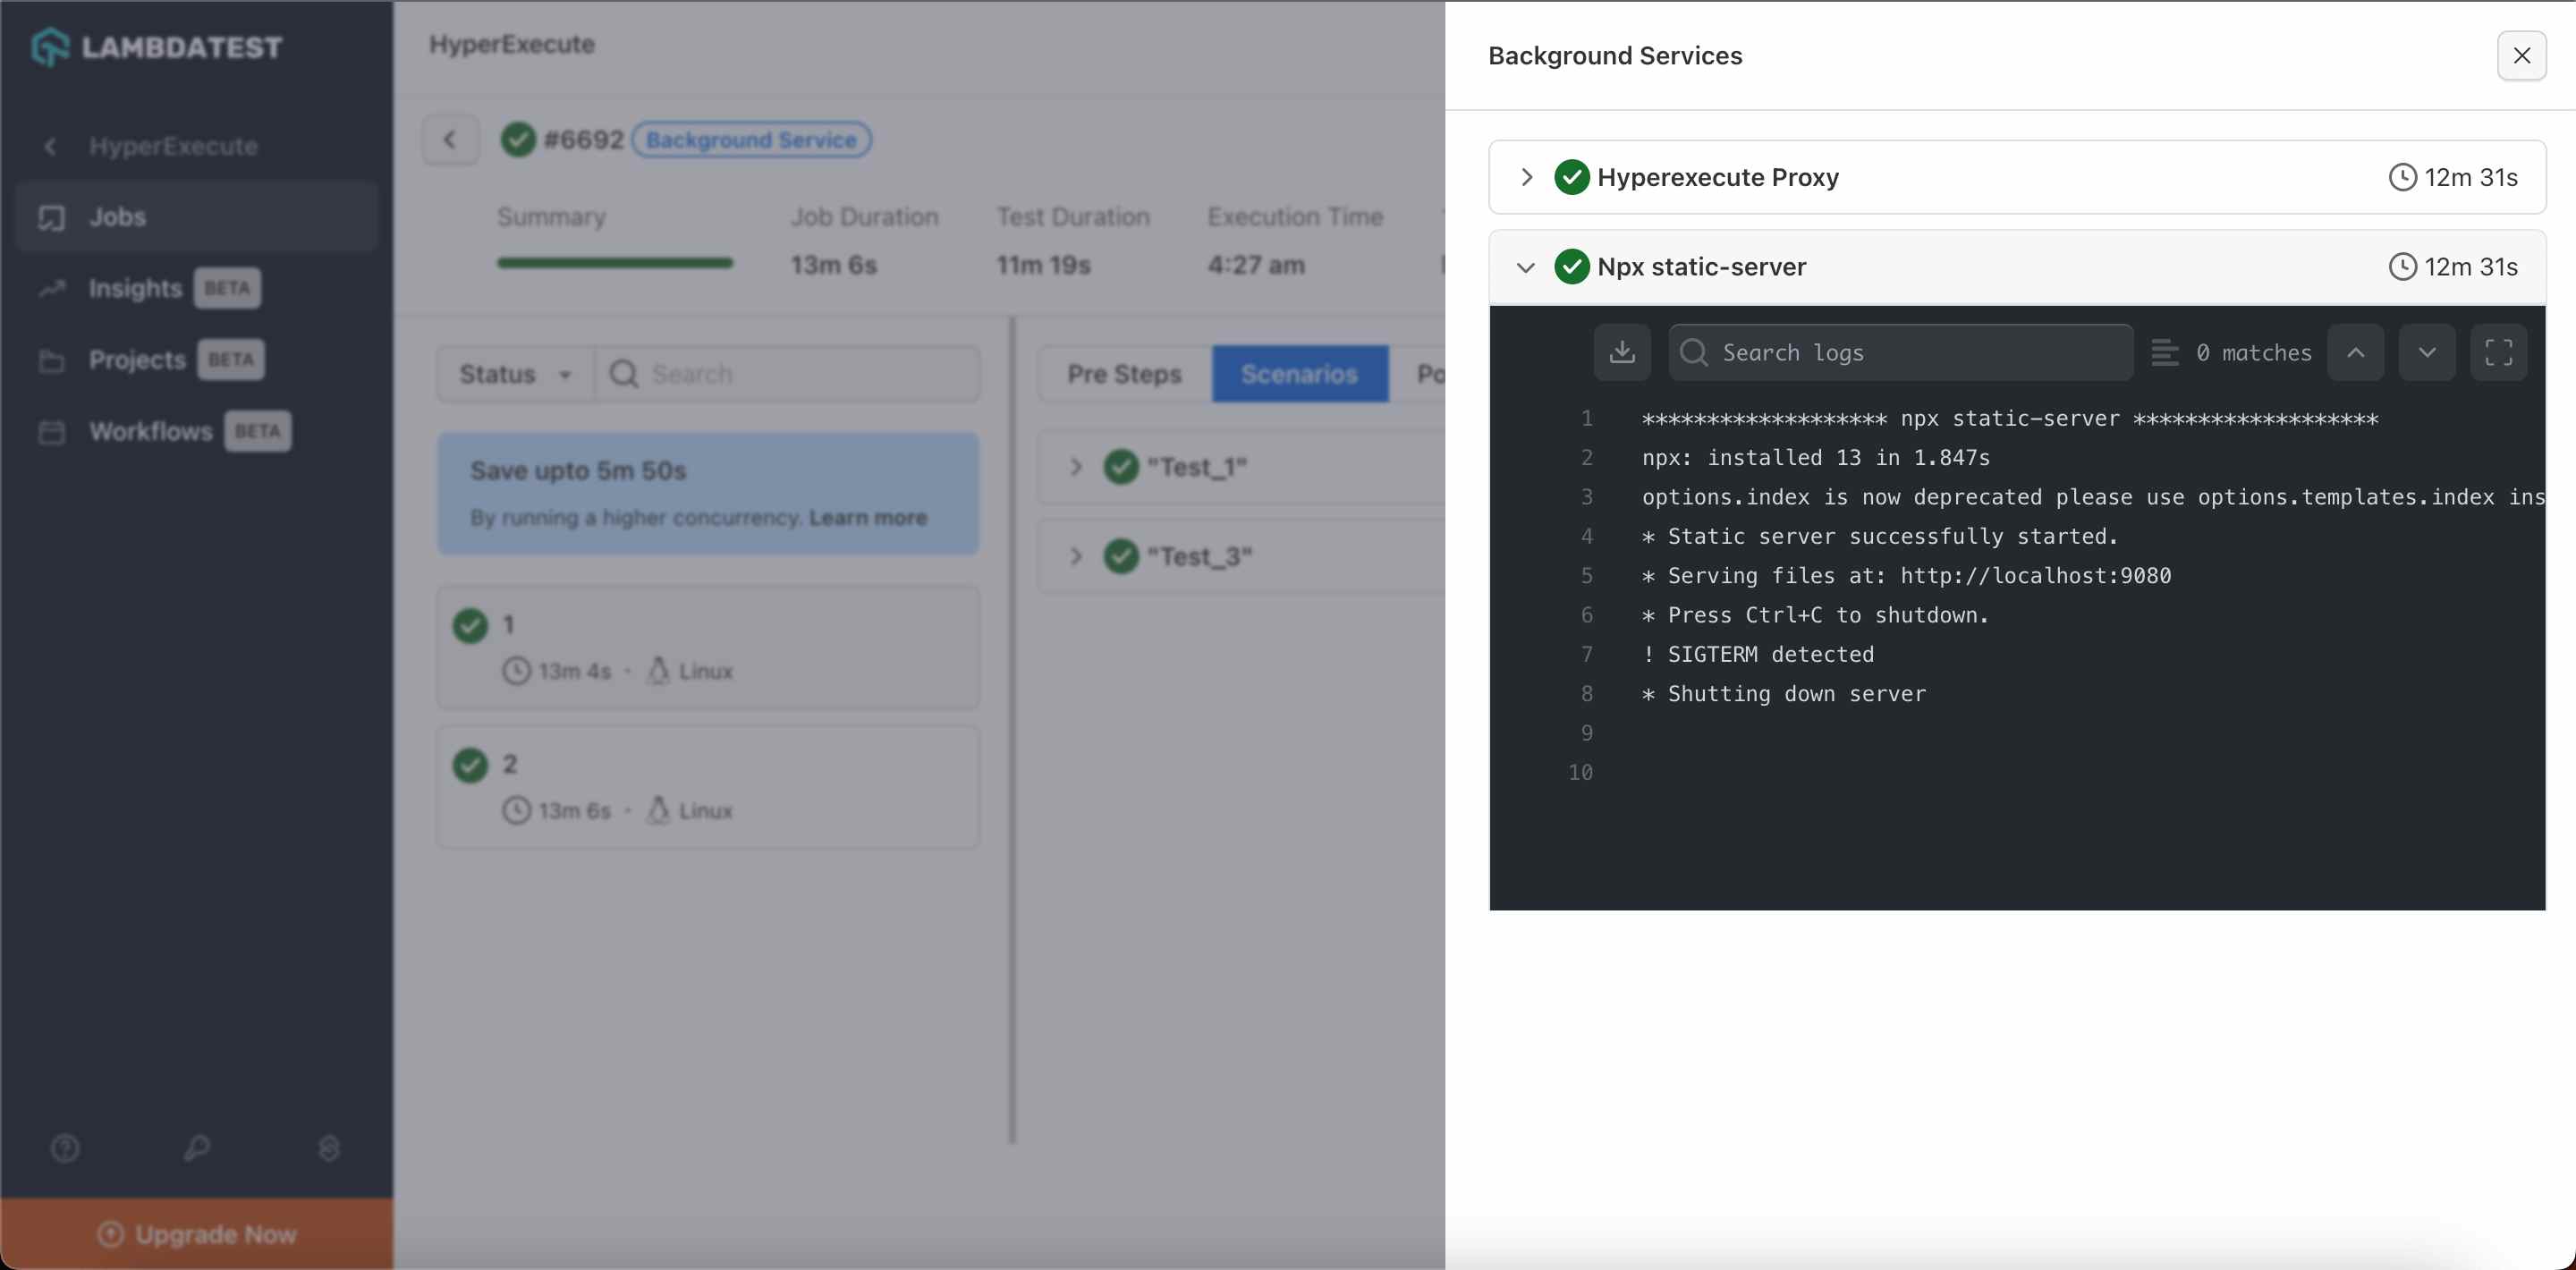 LAMBDATEST
HyperExecute
Jobs
Insights BETA
Projects BETA
Workflows BETA
Upgrade Now
HyperExecute
#6692 Background Service
Summary Job Duration Test Duration Execution Time
13m 6s 11m 19s 4:27 am
Status Search
Save upto 5m 50s
By running a higher concurrency. Learn more
1
13m 4s · Linux
2
13m 6s · Linux
Pre Steps Scenarios Po
"Test_1"
"Test_3"
Background Services
Hyperexecute Proxy 12m 31s
Npx static-server 12m 31s
Search logs 0 matches
1 ******************* npx static-server *******************
2 npx: installed 13 in 1.847s
3 options.index is now deprecated please use options.templates.index ins
4 * Static server successfully started.
5 * Serving files at: http://localhost:9080
6 * Press Ctrl+C to shutdown.
7 ! SIGTERM detected
8 * Shutting down server
9
10